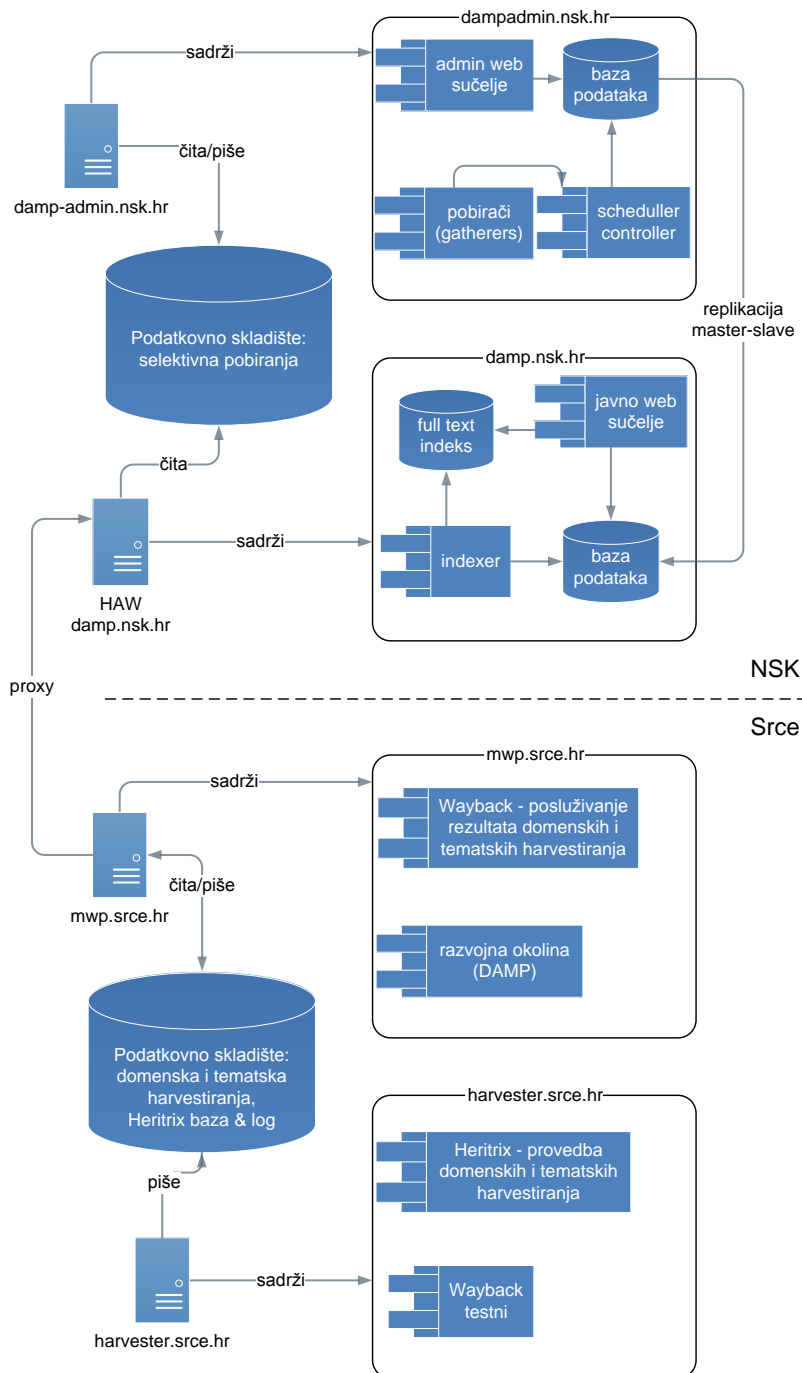 dampadmin.nsk.hr
sadrži
admin web
sučelje
baza
podataka
čita/piše
damp-admin.nsk.hr
pobirači
(gatherers)
scheduller
controller
replikacija
master-slave
Podatkovno skladište:
selektivna pobiranja
damp.nsk.hr
full text
indeks
javno web
sučelje
čita
sadrži
indexer
baza
podataka
HAW
damp.nsk.hr
proxy
NSK
Srce
mwp.srce.hr
sadrži
Wayback - posluživanje
rezultata domenskih i
tematskih harvestiranja
čita/piše
mwp.srce.hr
razvojna okolina
(DAMP)
Podatkovno skladište:
domenska i tematska
harvestiranja,
Heritrix baza & log
harvester.srce.hr
Heritrix - provedba
domenskih i tematskih
harvestiranja
piše
sadrži
Wayback
testni
harvester.srce.hr